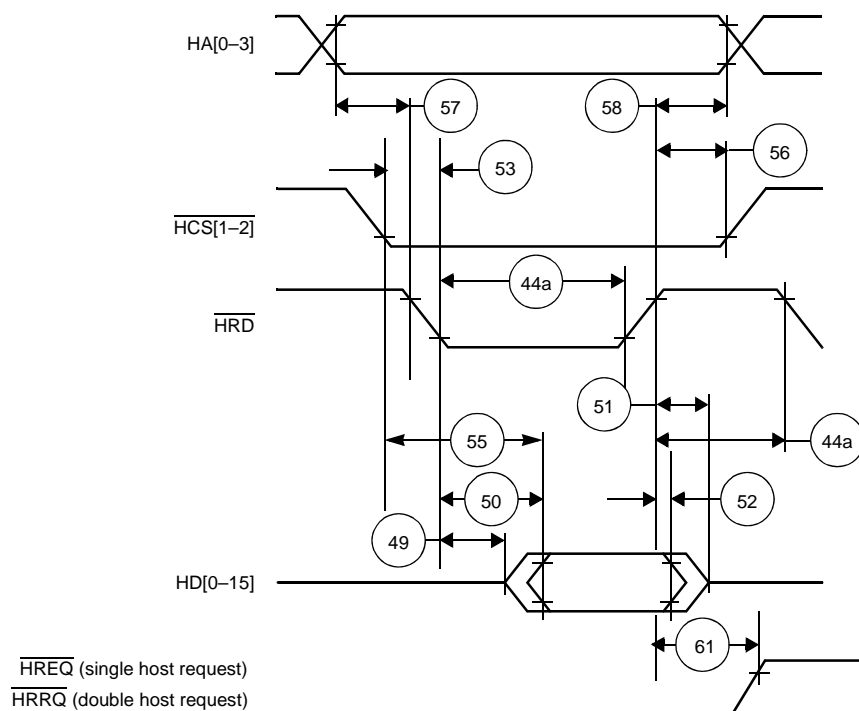 HA[0–3]
57
58
53
56
HCS[1–2]
44a
HRD
51
55
44a
50
52
49
HD[0–15]
61
HREQ (single host request)
HRRQ (double host request)